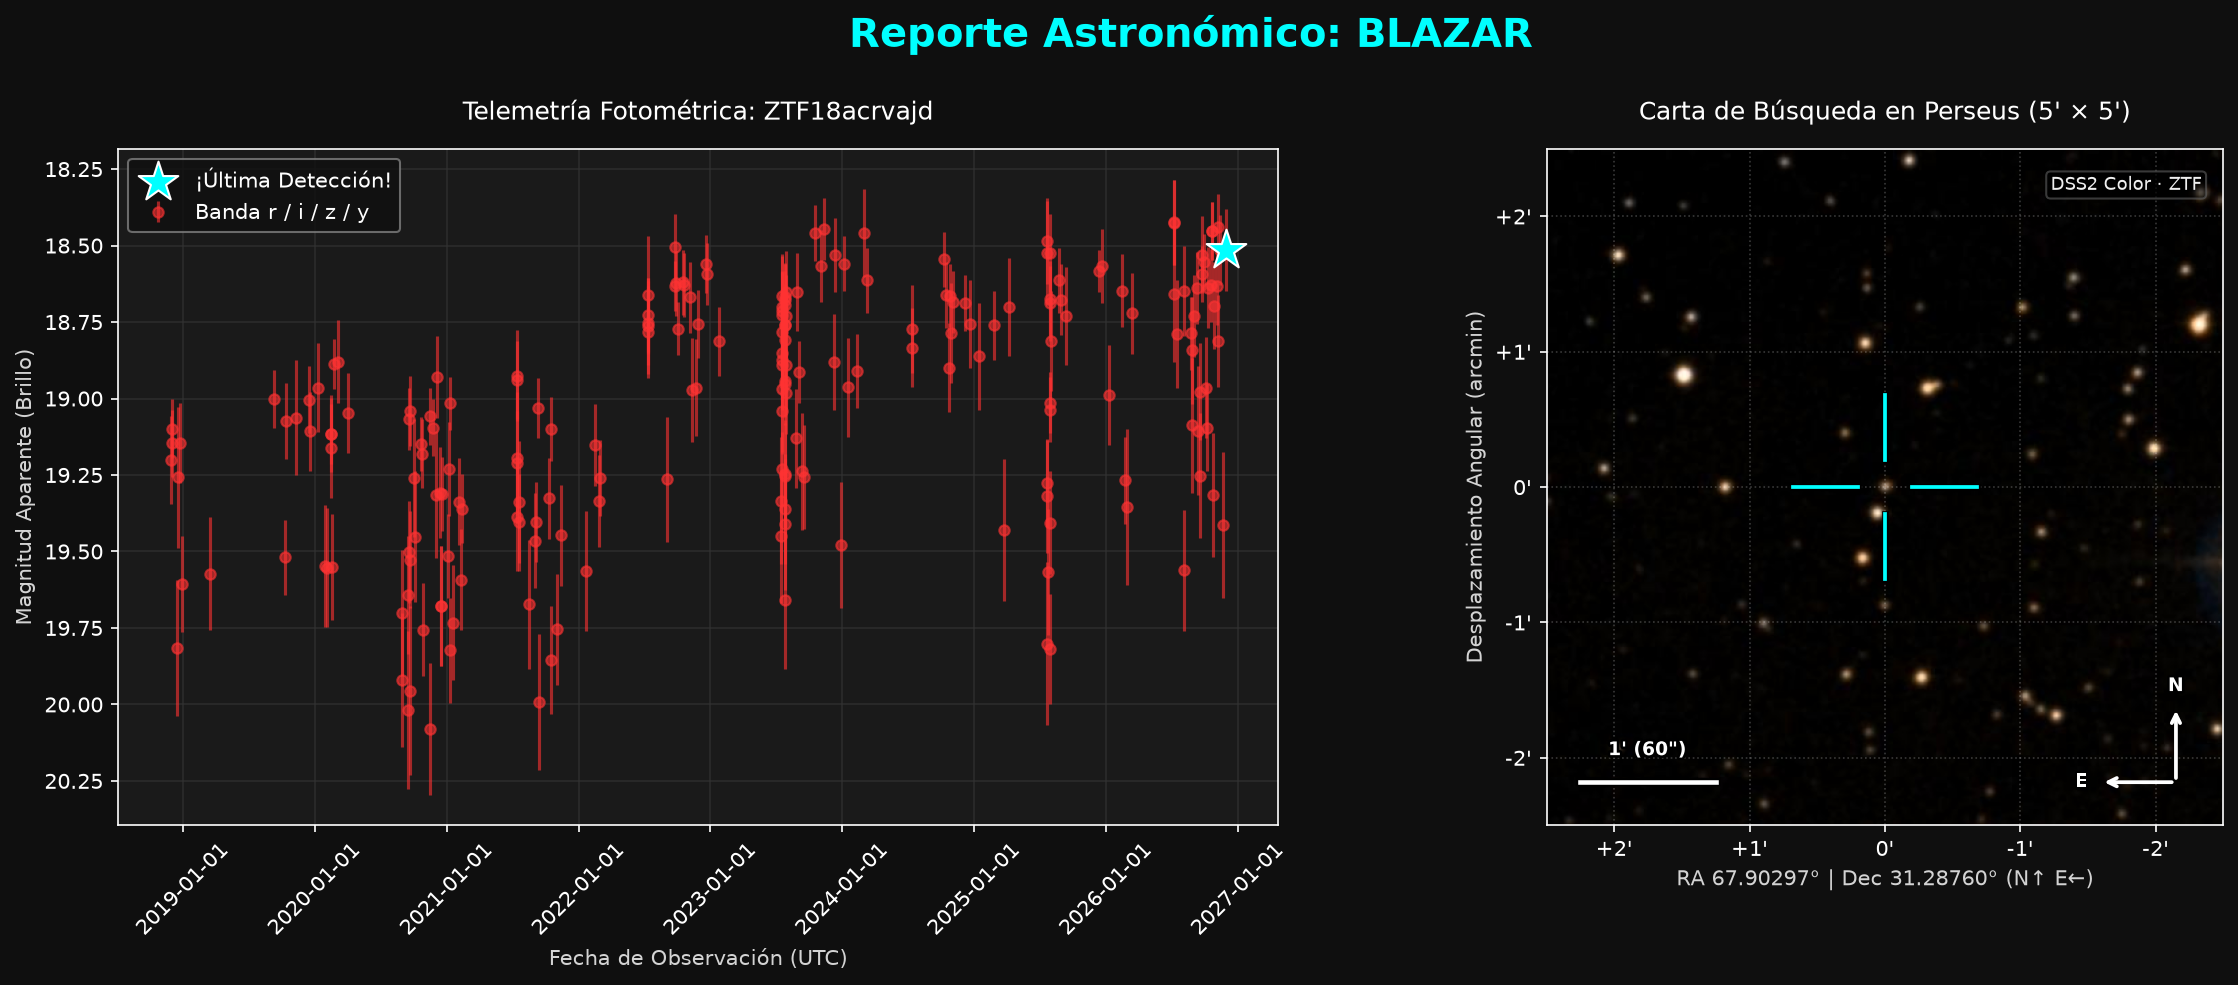 Reporte Astronómico: BLAZAR
Telemetría Fotométrica: ZTF18acrvajd
¡Última Detección!
Banda r / i / z / y
Magnitud Aparente (Brillo)
18.25
18.50
18.75
19.00
19.25
19.50
19.75
20.00
20.25
2019-01-01
2020-01-01
2021-01-01
2022-01-01
2023-01-01
2024-01-01
2025-01-01
2026-01-01
2027-01-01
Fecha de Observación (UTC)
Carta de Búsqueda en Perseus (5' × 5')
DSS2 Color · ZTF
Desplazamiento Angular (arcmin)
+2'
+1'
0'
-1'
-2'
N
E
1' (60")
+2'
+1'
0'
-1'
-2'
RA 67.90297° | Dec 31.28760° (N↑ E←)